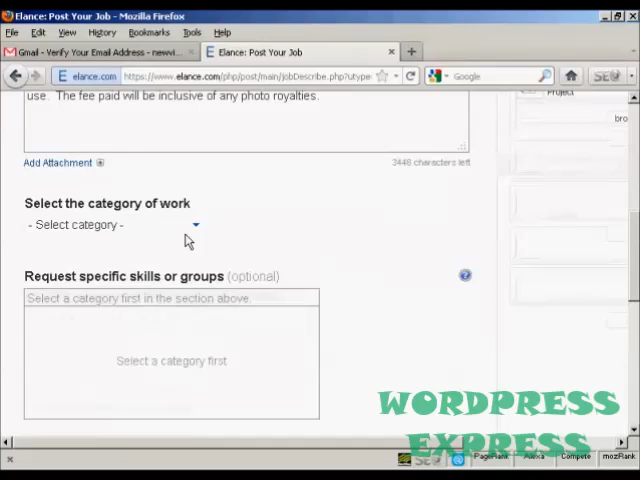 Elance: Post Your Job - Mozilla Firefox
File Edit View History Bookmarks Tools Help
Gmail - Verify Your Email Address - newvi...
Elance: Post Your Job
elance.com https://www.elance.com/php/post/main/jobDescribe.php?utype
Google
use. The fee paid will be inclusive of any photo royalties.
Project
bro
Add Attachment
3448 characters left
Select the category of work
- Select category -
Request specific skills or groups (optional)
Select a category first in the section above.
Select a category first
WORDPRESS
EXPRESS
PageRank Alexa Compete mozRank